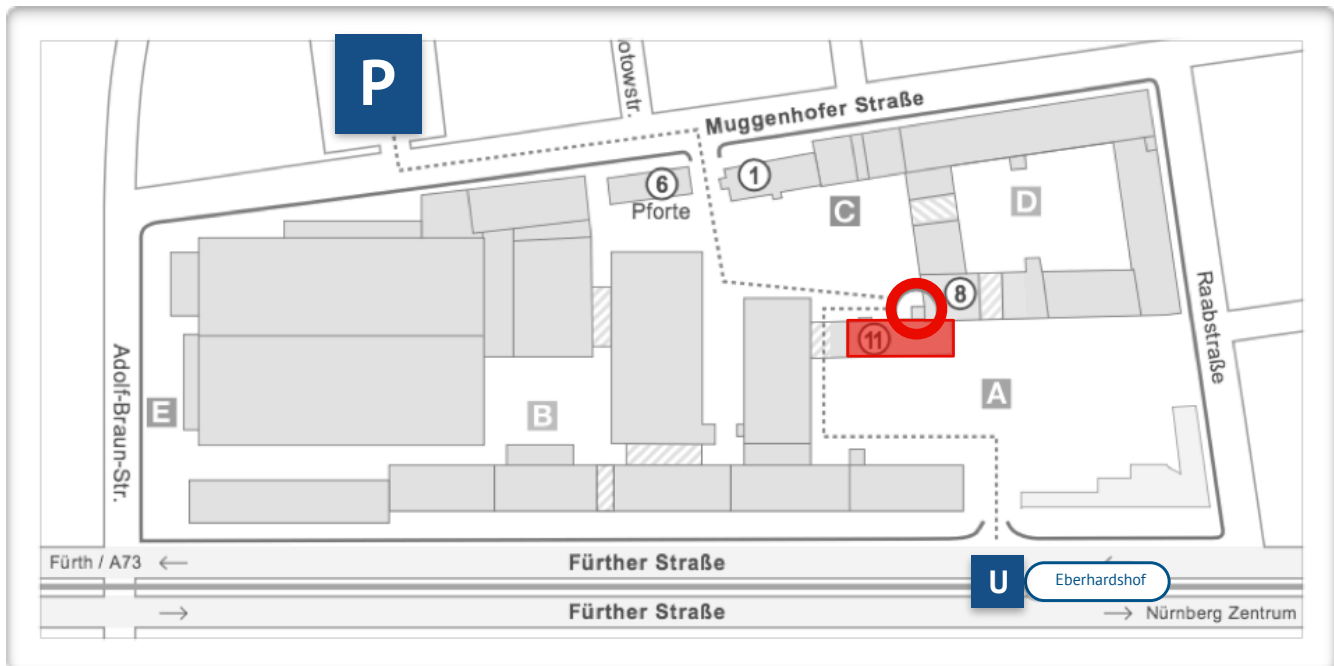 P
otowstr.
Muggenhofer Straße
1
6
Pforte
C
D
8
Raabstraße
11
Adolf-Braun-Str.
A
E
B
Fürth / A73 ← Fürther Straße ←
U Eberhardshof
→ Fürther Straße → Nürnberg Zentrum